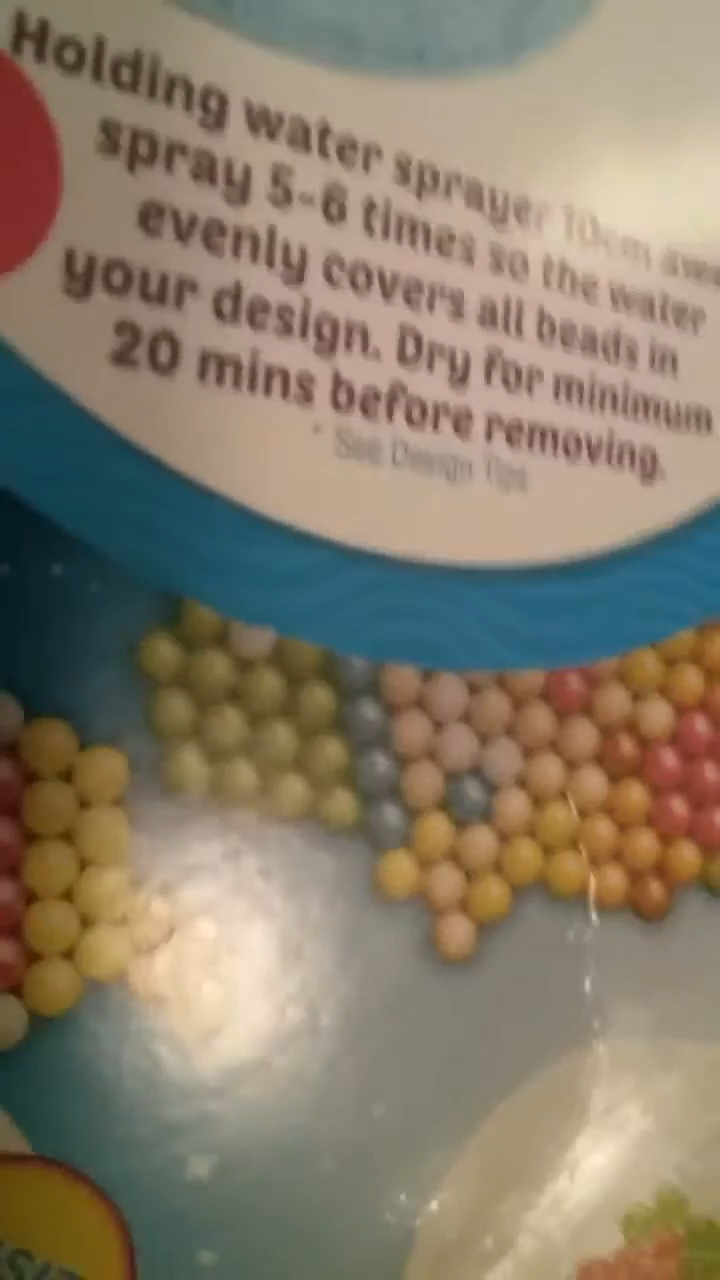 Holding water sprayer 10cm
spray 5-6 times so the water
evenly covers all beads in
your design. Dry for minimum
20 mins before removing.
* See Design Tips